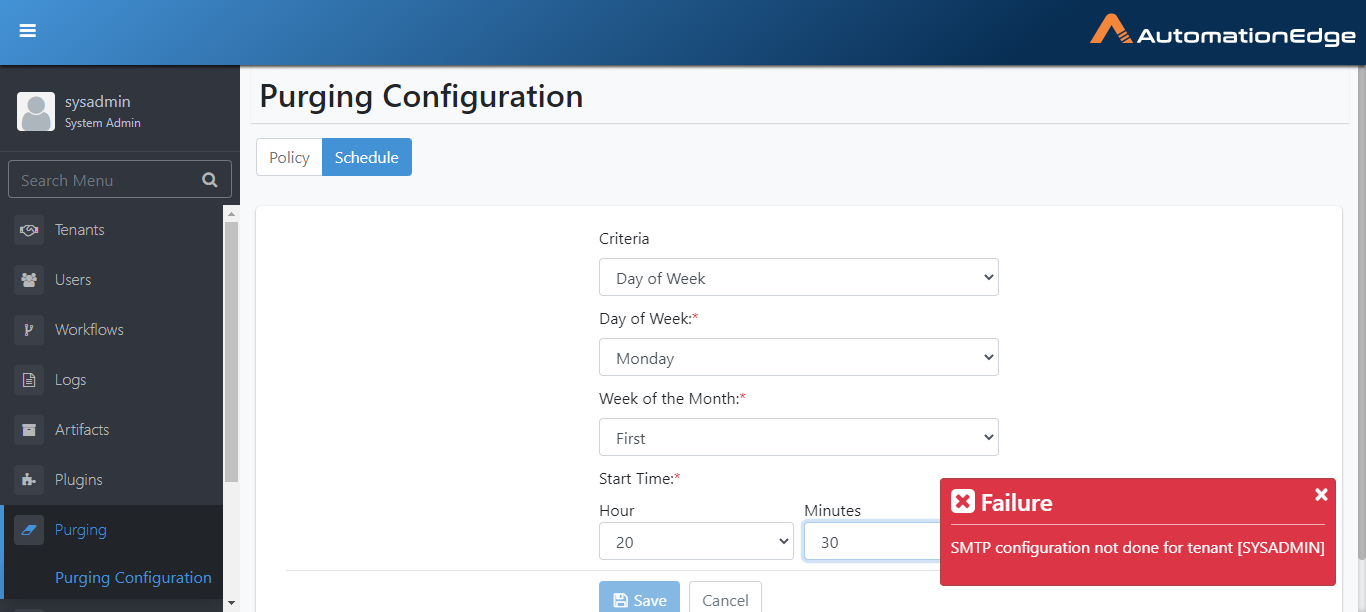 AutomationEdge
sysadmin
System Admin
Search Menu
Tenants
Users
Workflows
Logs
Artifacts
Plugins
Purging
Purging Configuration
Purging Configuration
Policy
Schedule
Criteria
Day of Week
Day of Week:*
Monday
Week of the Month:*
First
Start Time:*
Hour
Minutes
20
30
Save
Cancel
Failure
SMTP configuration not done for tenant [SYSADMIN]